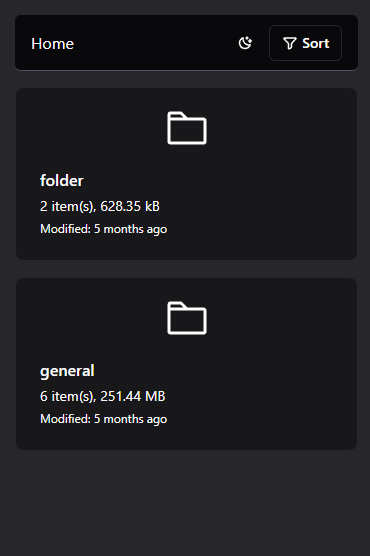 Home
Sort
folder
2 item(s), 628.35 kB
Modified: 5 months ago
general
6 item(s), 251.44 MB
Modified: 5 months ago